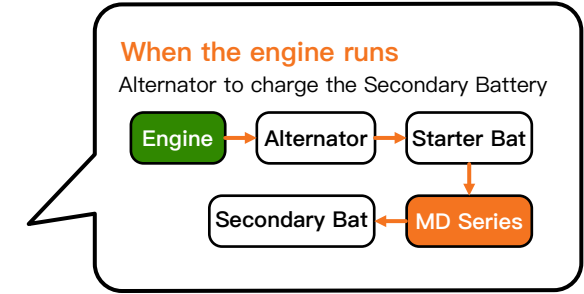 When the engine runs
Alternator to charge the Secondary Battery
Engine
Alternator
Starter Bat
Secondary Bat
MD Series